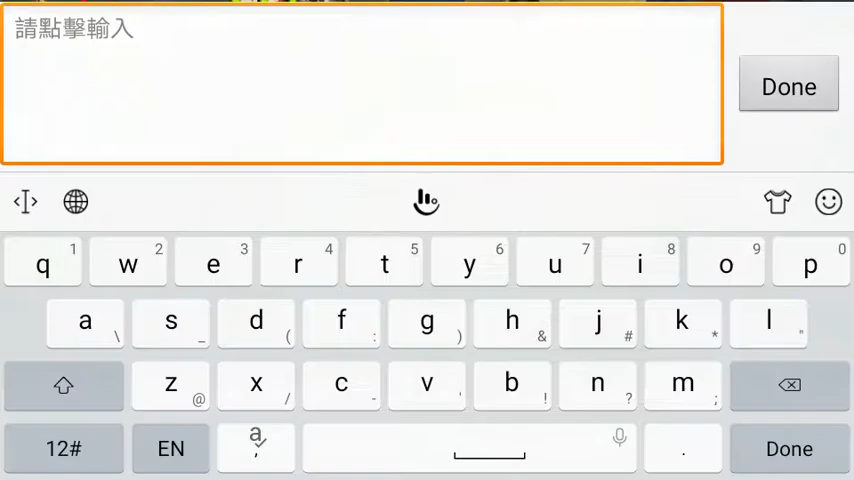 請點擊輸入
Done
q 1 w 2 e 3 r 4 t 5 y 6 u 7 i 8 o 9 p 0
a \ s _ d ( f : g ) h & j # k * l "
z @ x / c - v ' b ! n ? m ;
12# EN a , . Done